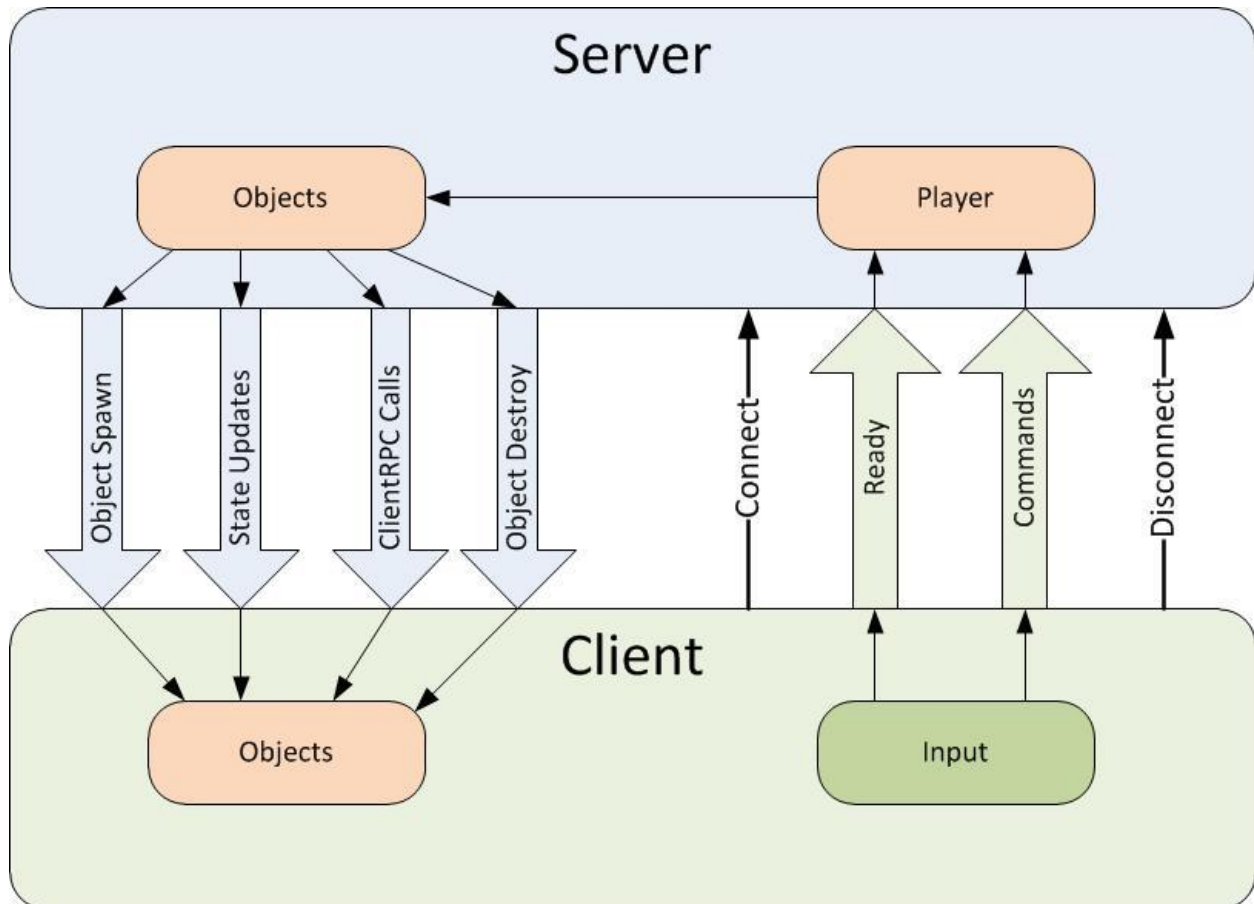 Server
Objects
Player
Object Spawn
State Updates
ClientRPC Calls
Object Destroy
Connect
Ready
Commands
Disconnect
Client
Objects
Input